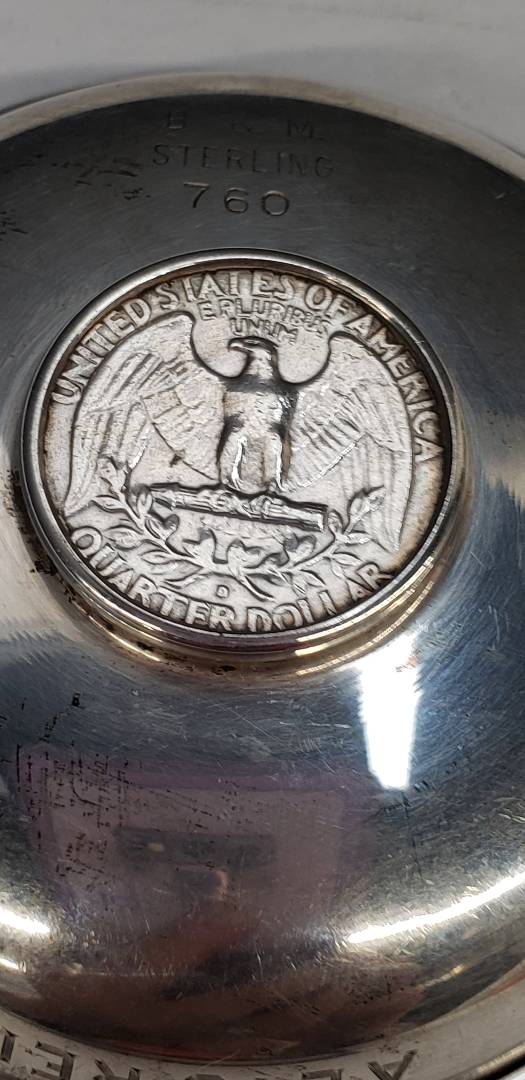 B & M.
STERLING
760
UNITED STATES OF AMERICA
E PLURIBUS
UNUM
D
QUARTER DOLLAR